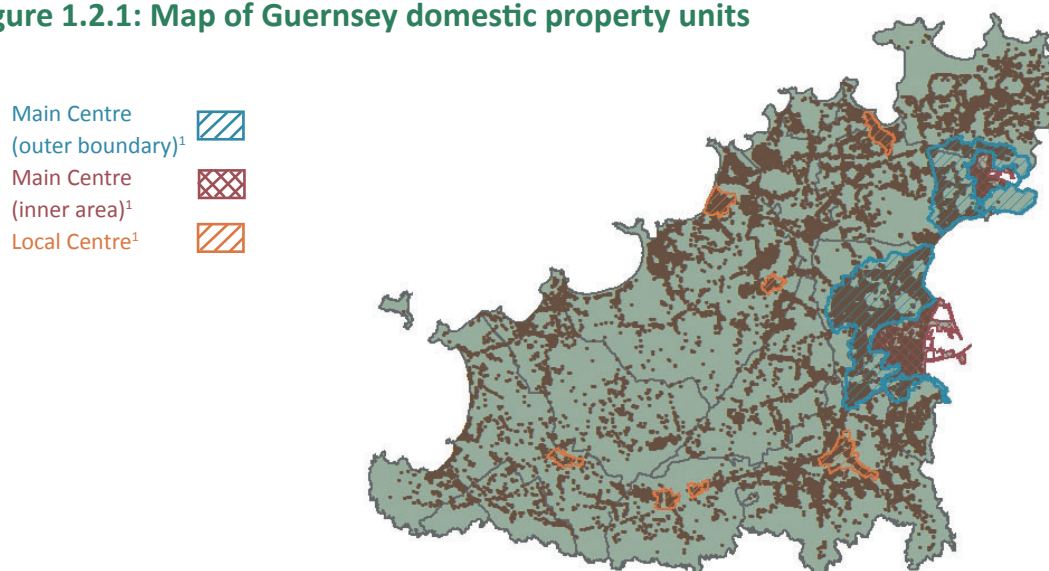 gure 1.2.1: Map of Guernsey domestic property units
Main Centre
(outer boundary)¹
Main Centre
(inner area)¹
Local Centre¹